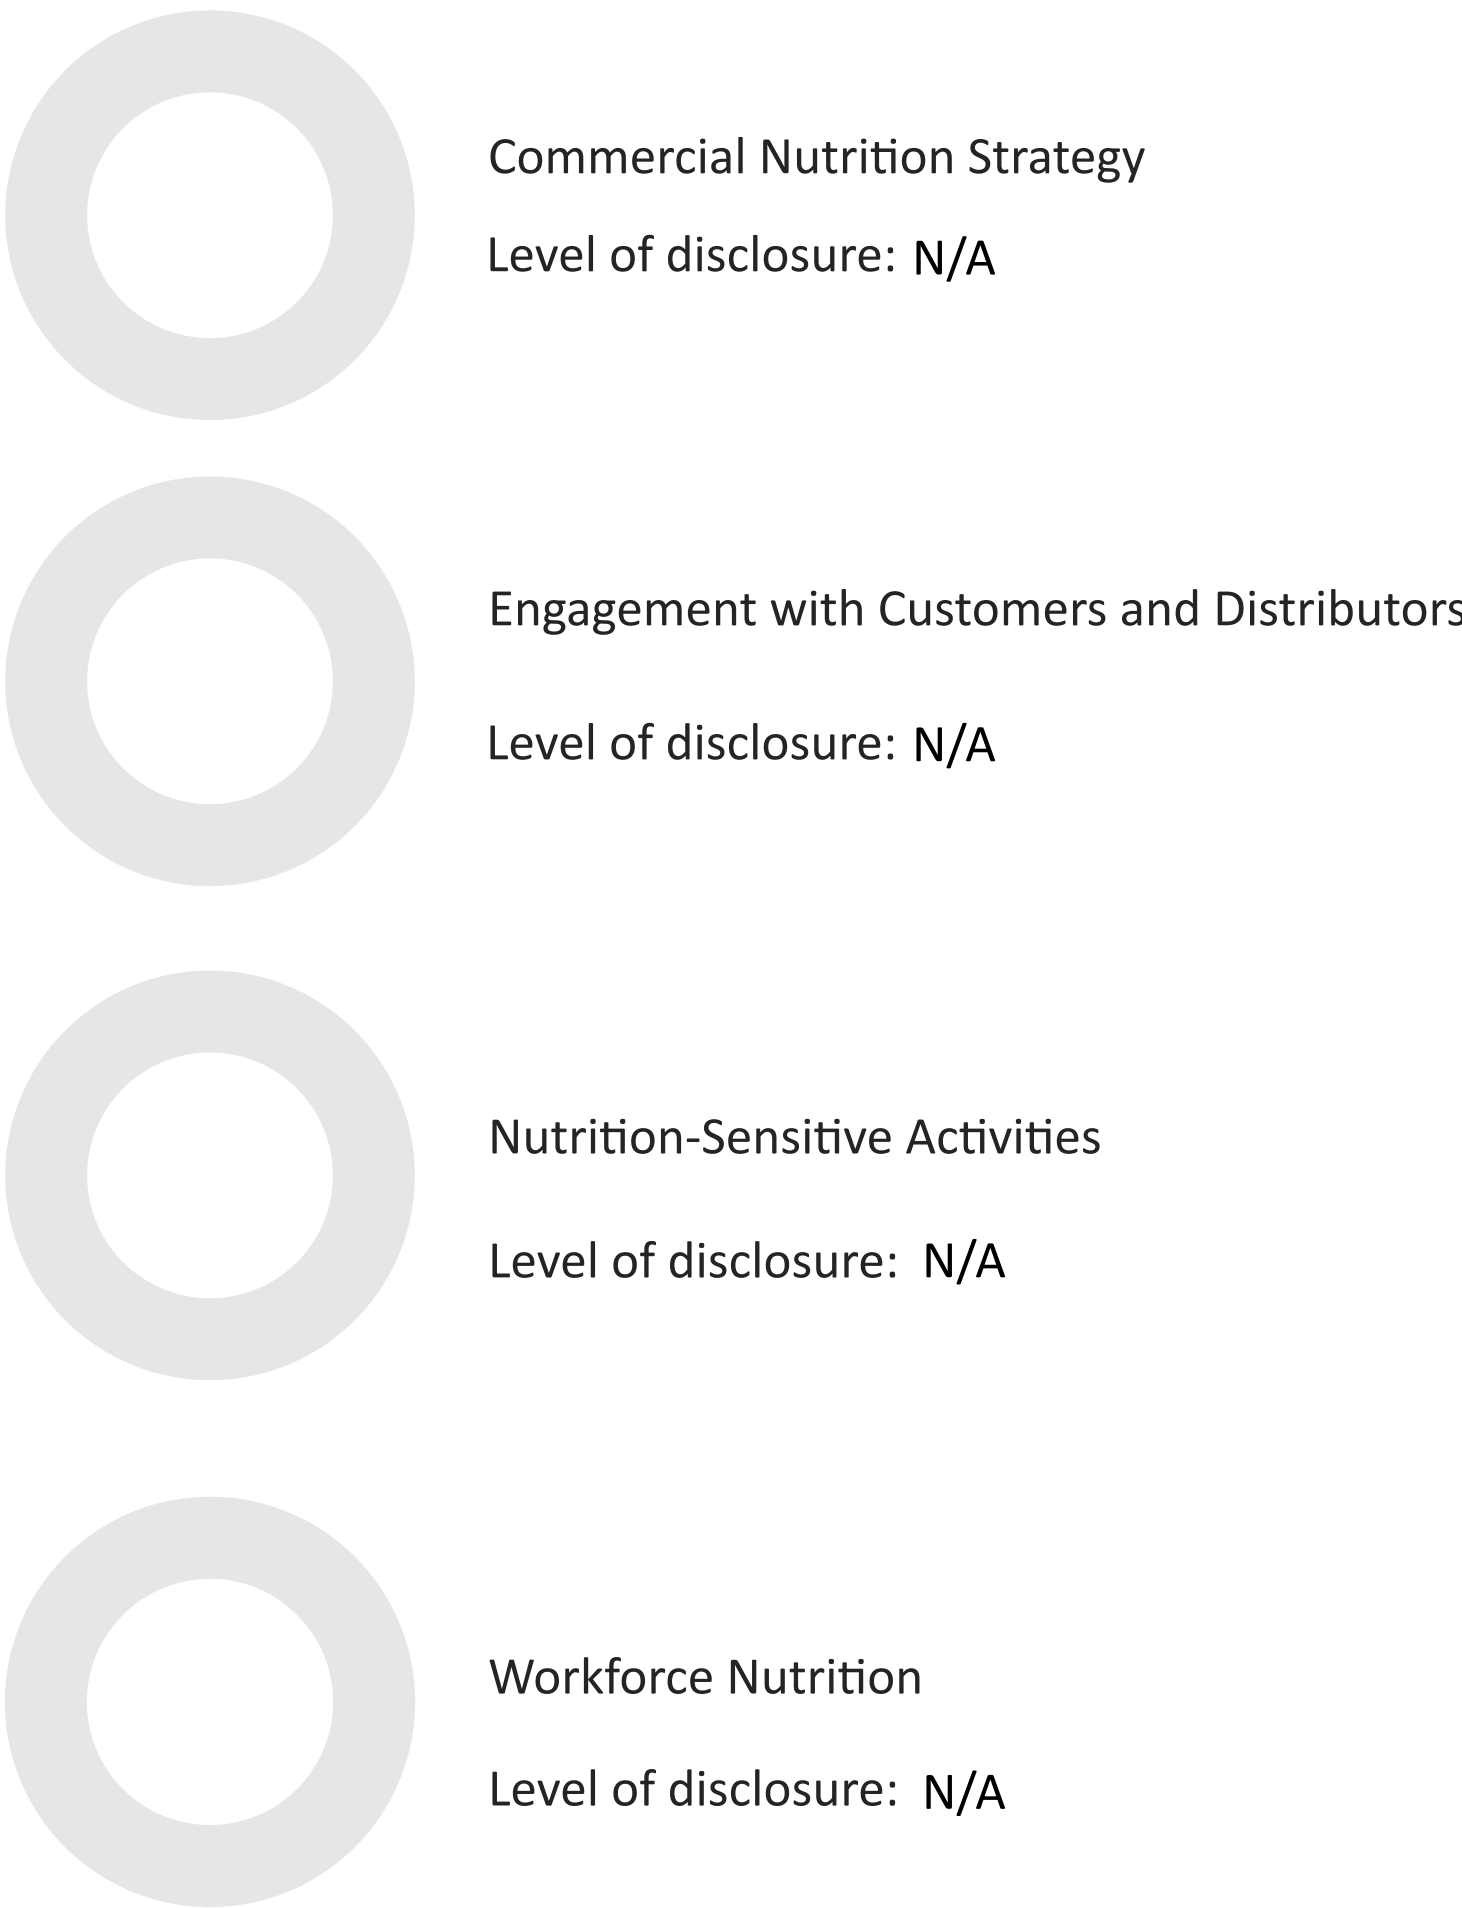 Commercial Nutrition Strategy
Level of disclosure: N/A
Engagement with Customers and Distributors
Level of disclosure: N/A
Nutrition-Sensitive Activities
Level of disclosure: N/A
Workforce Nutrition
Level of disclosure: N/A